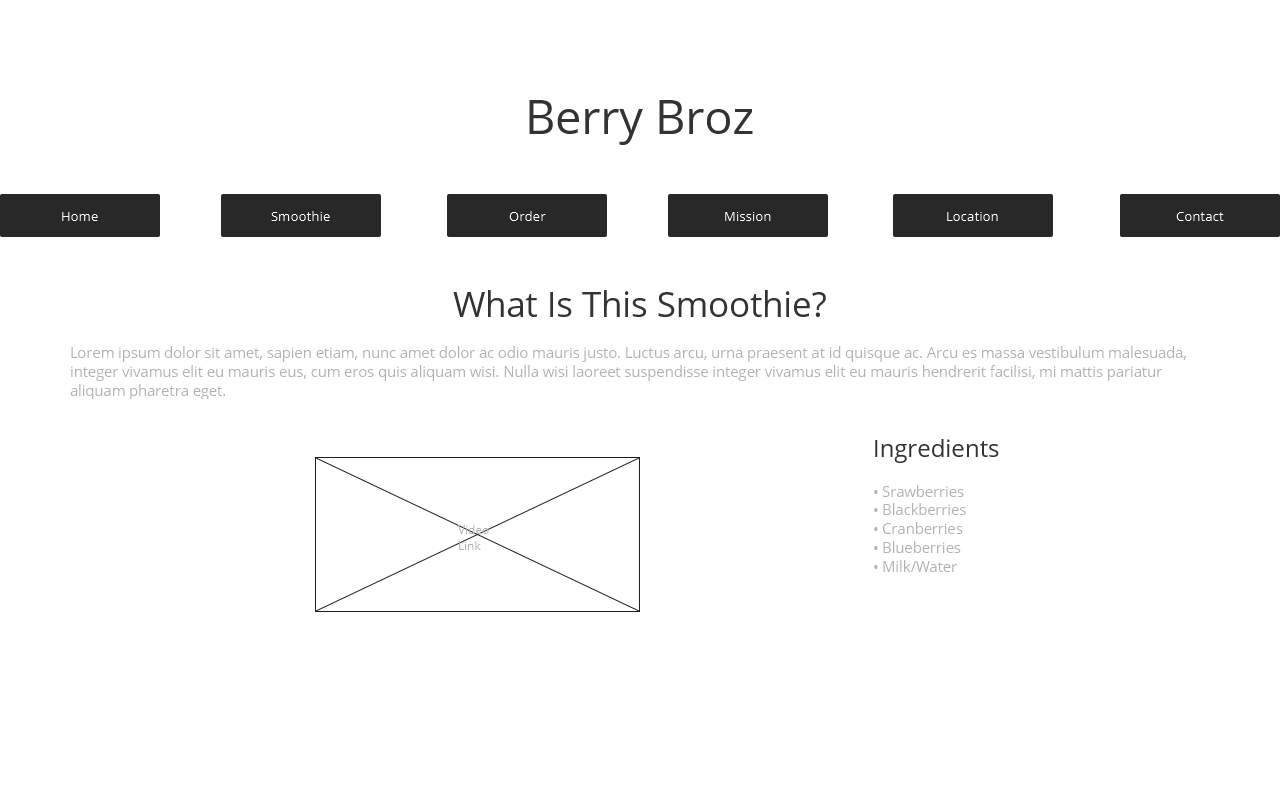 Berry Broz
Home
Smoothie
Order
Mission
Location
Contact
What Is This Smoothie?
Lorem ipsum dolor sit amet, sapien etiam, nunc amet dolor ac odio mauris justo. Luctus arcu, urna praesent at id quisque ac. Arcu es massa vestibulum malesuada,
integer vivamus elit eu mauris eus, cum eros quis aliquam wisi. Nulla wisi laoreet suspendisse integer vivamus elit eu mauris hendrerit facilisi, mi mattis pariatur
aliquam pharetra eget.
Video
Link
Ingredients
• Srawberries
• Blackberries
• Cranberries
• Blueberries
• Milk/Water